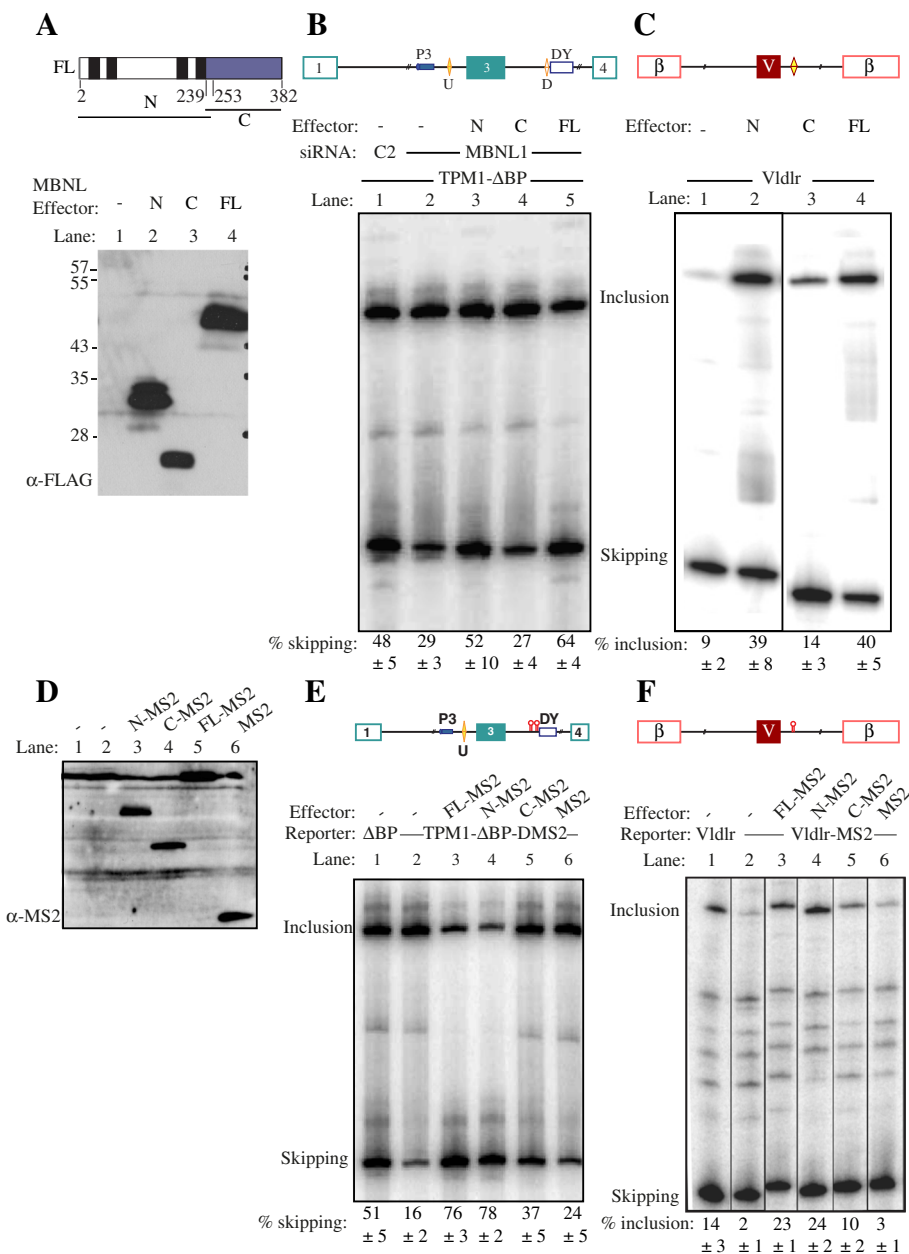 A
FL
2 239 253 382
N
C
MBNL
Effector: - N C FL
Lane: 1 2 3 4
57-
55-
43 -
35 -
28 -
α-FLAG
B
1 P3 U 3 D DY 4
Effector: - - N C FL
siRNA: C2 MBNL1
TPM1-ΔBP
Lane: 1 2 3 4 5
Inclusion
Skipping
% skipping: 48 29 52 27 64
± 5 ± 3 ± 10 ± 4 ± 4
C
β V β
Effector: - N C FL
Vldlr
Lane: 1 2 3 4
% inclusion: 9 39 14 40
± 2 ± 8 ± 3 ± 5
D
- - N-MS2 C-MS2 FL-MS2 MS2
Lane: 1 2 3 4 5 6
α-MS2
E
1 P3 U 3 DY 4
Effector: - - FL-MS2 N-MS2 C-MS2 MS2
Reporter: ΔBP — TPM1-ΔBP-DMS2–
Lane: 1 2 3 4 5 6
Inclusion
Skipping
% skipping: 51 16 76 78 37 24
± 5 ± 2 ± 3 ± 2 ± 5 ± 5
F
β V β
Effector: - - FL-MS2 N-MS2 C-MS2 MS2
Reporter: Vldlr — Vldlr-MS2 —
Lane: 1 2 3 4 5 6
Inclusion
Skipping
% inclusion: 14 2 23 24 10 3
± 3 ± 1 ± 1 ± 2 ± 2 ± 1